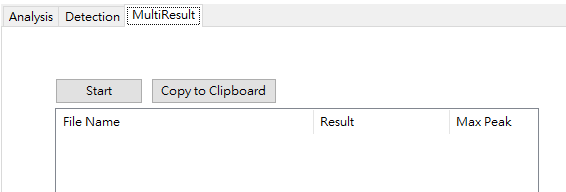 Analysis Detection MultiResult
Start Copy to Clipboard
File Name Result Max Peak